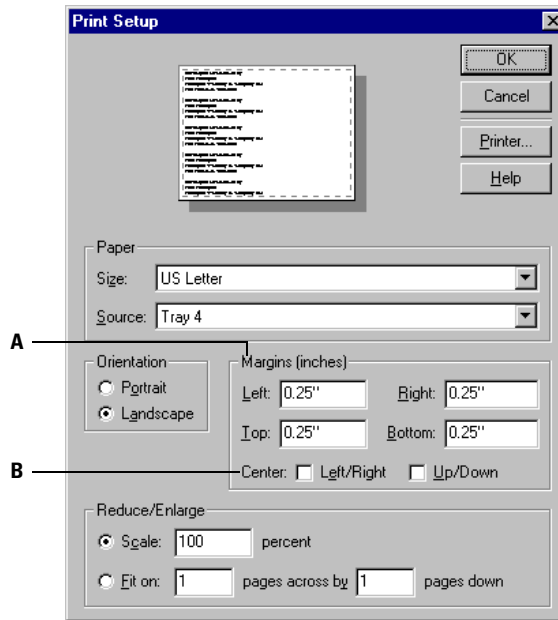 Print Setup
OK
Cancel
Printer...
Help
Paper
Size: US Letter
Source: Tray 4
A
Orientation
Portrait
Landscape
Margins (inches)
Left: 0.25" Right: 0.25"
Top: 0.25" Bottom: 0.25"
B
Center: Left/Right Up/Down
Reduce/Enlarge
Scale: 100 percent
Fit on: 1 pages across by 1 pages down